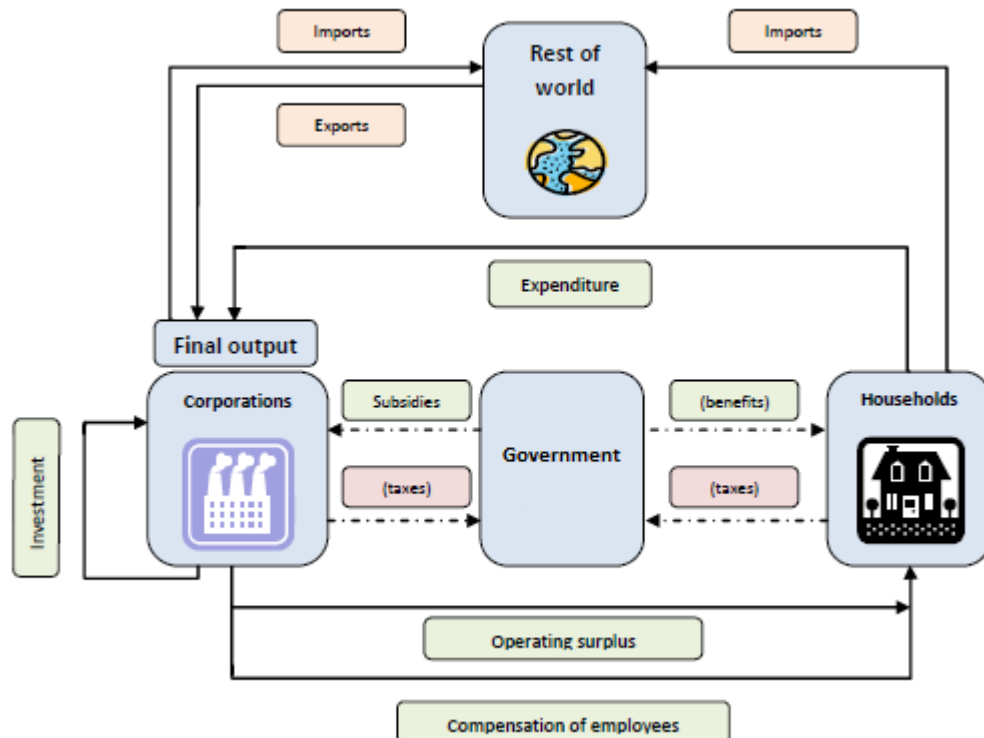 Imports
Imports
Rest of
world
Exports
Expenditure
Final output
Corporations
Subsidies
(benefits)
Households
Government
Investment
(taxes)
(taxes)
Operating surplus
Compensation of employees